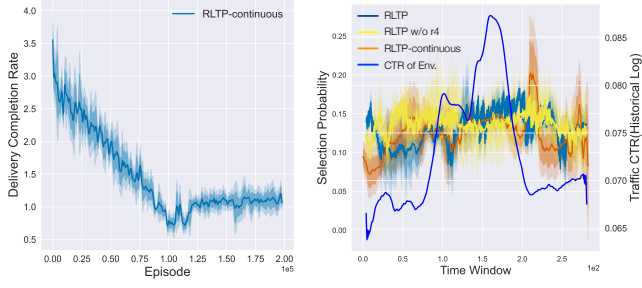 RLTP-continuous
Delivery Completion Rate
4.0
3.5
3.0
2.5
2.0
1.5
1.0
0.5
0.00 0.25 0.50 0.75 1.00 1.25 1.50 1.75 2.00
1e5
Episode
RLTP
RLTP w/o r4
RLTP-continuous
CTR of Env.
Selection Probability
0.25
0.20
0.15
0.10
0.05
0.00
0.0 0.5 1.0 1.5 2.0 2.5
1e2
Time Window
0.085
0.080
0.075
0.070
0.065
Traffic CTR(Historical Log)